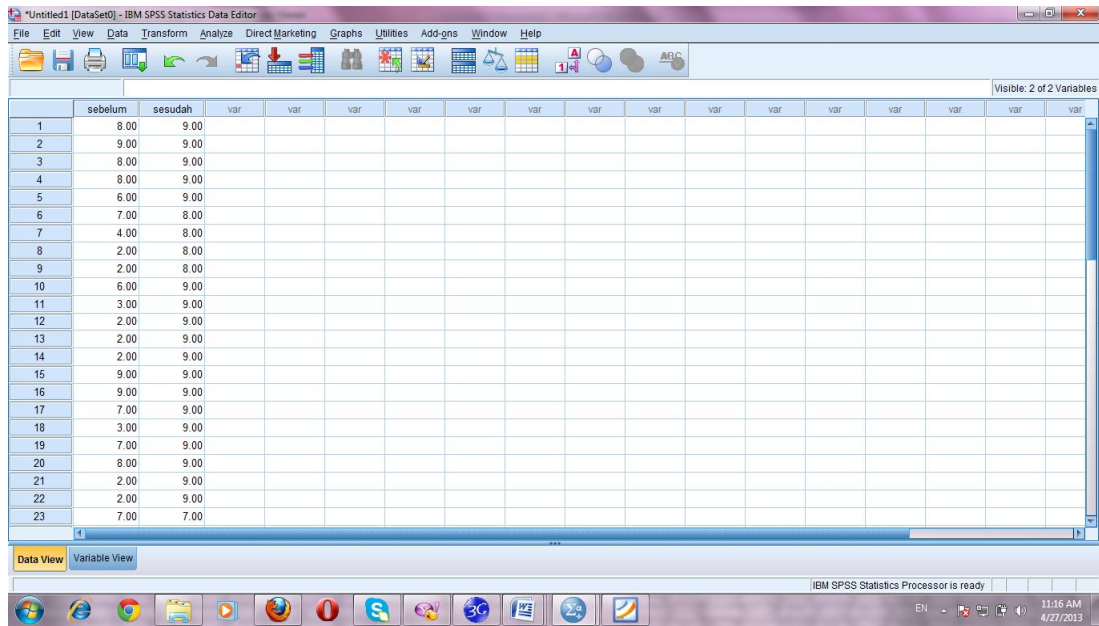 *Untitled1 [DataSet0] - IBM SPSS Statistics Data Editor
File Edit View Data Transform Analyze Direct Marketing Graphs Utilities Add-ons Window Help
Visible: 2 of 2 Variables
sebelum sesudah var var var var var var var var var var var var var var
1 8.00 9.00
2 9.00 9.00
3 8.00 9.00
4 8.00 9.00
5 6.00 9.00
6 7.00 8.00
7 4.00 8.00
8 2.00 8.00
9 2.00 8.00
10 6.00 9.00
11 3.00 9.00
12 2.00 9.00
13 2.00 9.00
14 2.00 9.00
15 9.00 9.00
16 9.00 9.00
17 7.00 9.00
18 3.00 9.00
19 7.00 9.00
20 8.00 9.00
21 2.00 9.00
22 2.00 9.00
23 7.00 7.00
Data View Variable View
IBM SPSS Statistics Processor is ready
EN 11:16 AM
4/27/2013